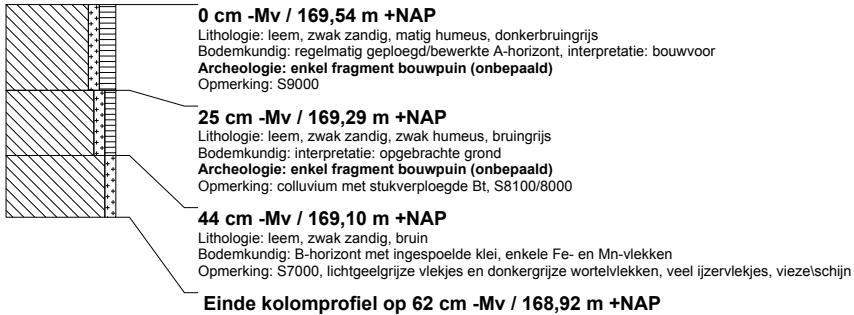 0 cm -Mv / 169,54 m +NAP
Lithologie: leem, zwak zandig, matig humeus, donkerbruingrijs
Bodemkundig: regelmatig geploegd/bewerkte A-horizont, interpretatie: bouwvoor
Archeologie: enkel fragment bouwpuin (onbepaald)
Opmerking: S9000
25 cm -Mv / 169,29 m +NAP
Lithologie: leem, zwak zandig, zwak humeus, bruingrijs
Bodemkundig: interpretatie: opgebrachte grond
Archeologie: enkel fragment bouwpuin (onbepaald)
Opmerking: colluvium met stukverploegde Bt, S8100/8000
44 cm -Mv / 169,10 m +NAP
Lithologie: leem, zwak zandig, bruin
Bodemkundig: B-horizont met ingespoelde klei, enkele Fe- en Mn-vlekken
Opmerking: S7000, lichtgeelgrijze vlekjes en donkergrijze wortelvlekken, veel ijzervlekjes, vieze\schijn
Einde kolomprofiel op 62 cm -Mv / 168,92 m +NAP